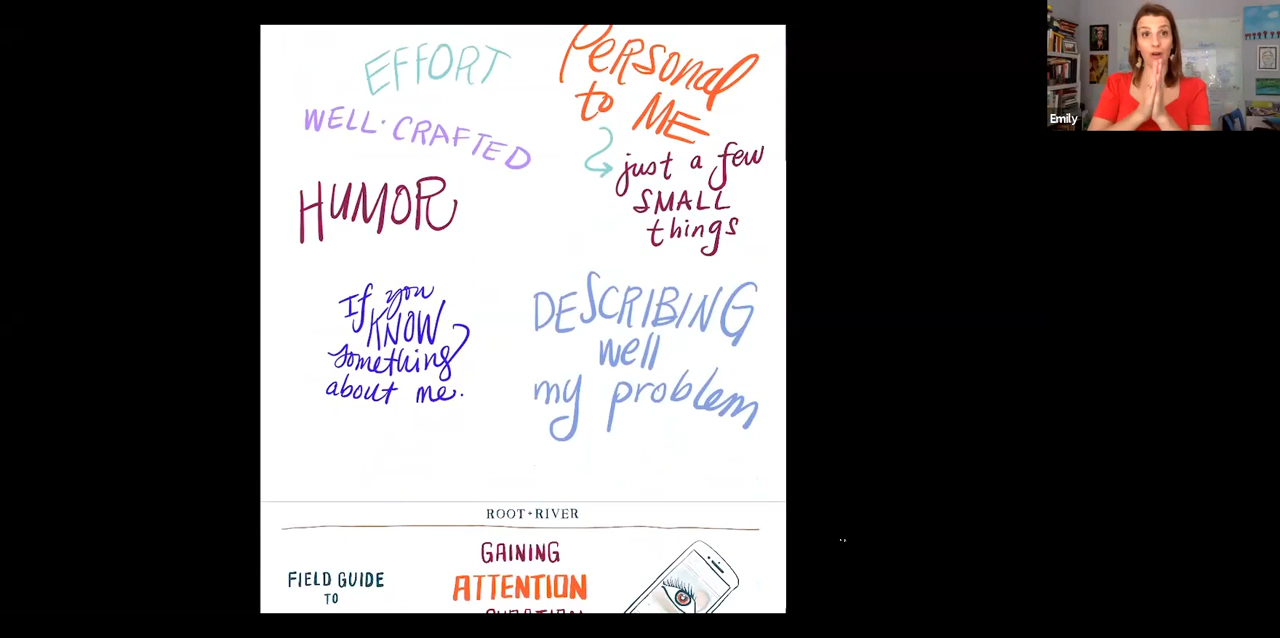 EFFORT
WELL·CRAFTED
HUMOR
Personal
to ME
just a few
SMALL
things
If you
KNOW
something
about me.
DESCRIBING
well
my problem
ROOT+RIVER
FIELD GUIDE
TO
GAINING
ATTENTION
Emily